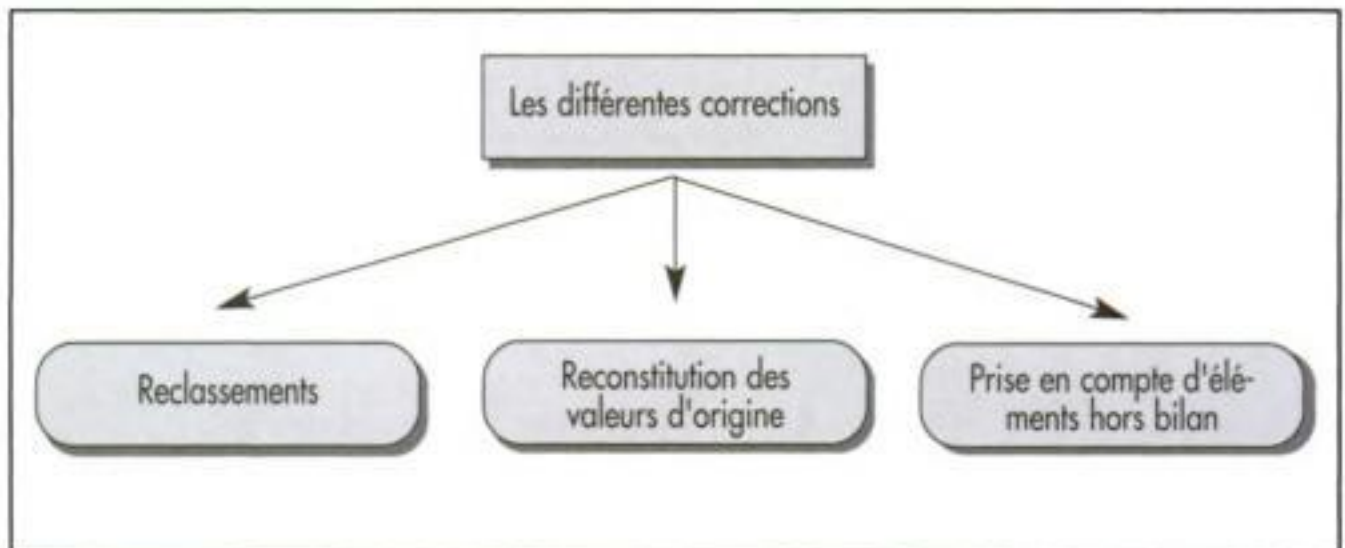 Les différentes corrections
Reclassements
Reconstitution des
valeurs d'origine
Prise en compte d'élé-
ments hors bilan